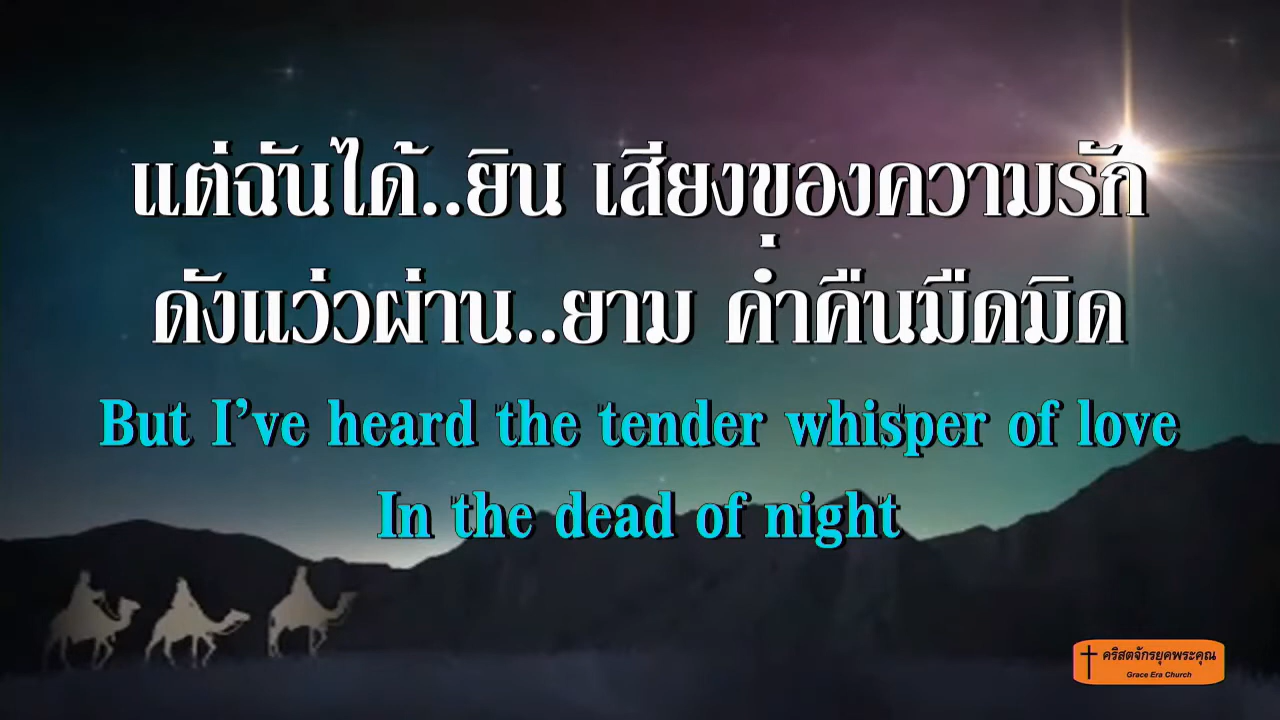 แต่ฉันได้..ยิน เสียงของความรัก
ดังแว่วผ่าน..ยาม ค่ำคืนมืดมิด
But I've heard the tender whisper of love
In the dead of night
คริสตจักรยุคพระคุณ
Grace Era Church